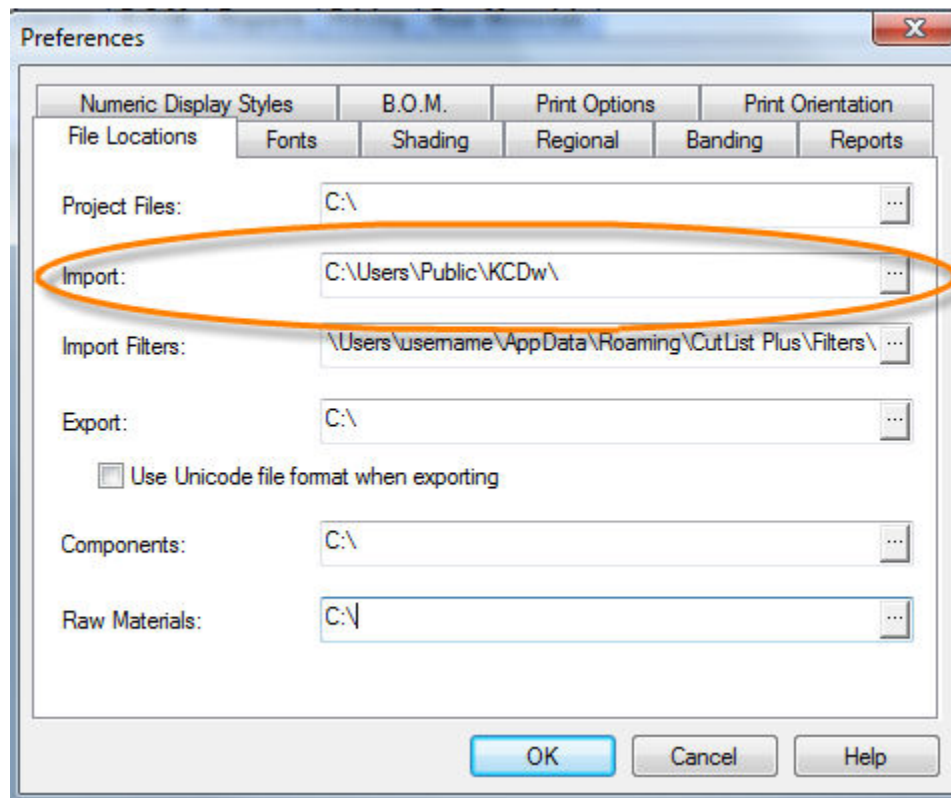 Preferences
Numeric Display Styles B.O.M. Print Options Print Orientation
File Locations Fonts Shading Regional Banding Reports
Project Files: C:\ ...
Import: C:\Users\Public\KCDw\ ...
Import Filters: \Users\username\AppData\Roaming\CutList Plus\Filters\ ...
Export: C:\ ...
Use Unicode file format when exporting
Components: C:\ ...
Raw Materials: C:\ ...
OK Cancel Help